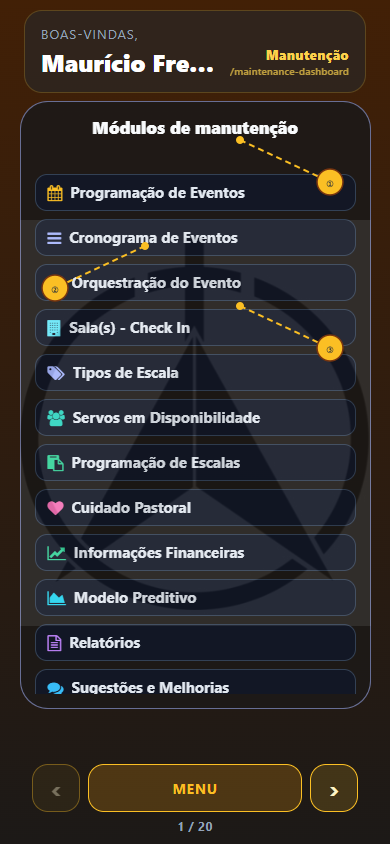 BOAS-VINDAS,
Maurício Fre...
Manutenção
/maintenance-dashboard
Módulos de manutenção
①
Programação de Eventos
Cronograma de Eventos
②
Orquestração do Evento
Sala(s) - Check In
③
Tipos de Escala
Servos em Disponibilidade
Programação de Escalas
Cuidado Pastoral
Informações Financeiras
Modelo Preditivo
Relatórios
Sugestões e Melhorias
‹
MENU
›
1 / 20